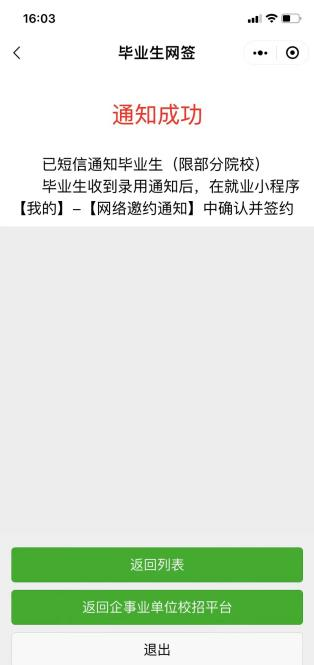 16:03
毕业生网签
通知成功
已短信通知毕业生（限部分院校）
毕业生收到录用通知后，在就业小程序
【我的】–【网络邀约通知】中确认并签约
返回列表
返回企事业单位校招平台
退出